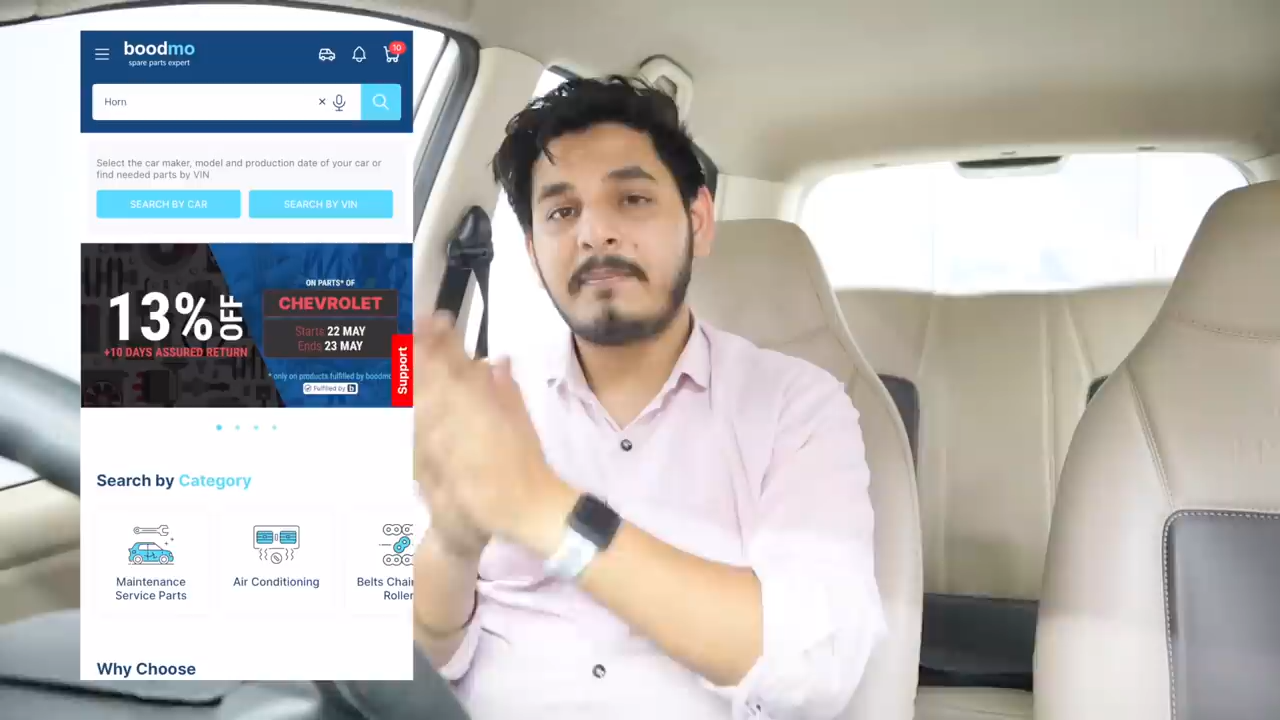 boodmo
spare parts expert
10
Horn
Select the car maker, model and production date of your car or
find needed parts by VIN
SEARCH BY CAR
SEARCH BY VIN
13% OFF
+10 DAYS ASSURED RETURN
ON PARTS* OF
CHEVROLET
Starts 22 MAY
Ends 23 MAY
* only on products fulfilled by boodmo
Fulfilled by b
Support
Search by Category
Maintenance
Service Parts
Air Conditioning
Belts Chai
Roller
Why Choose